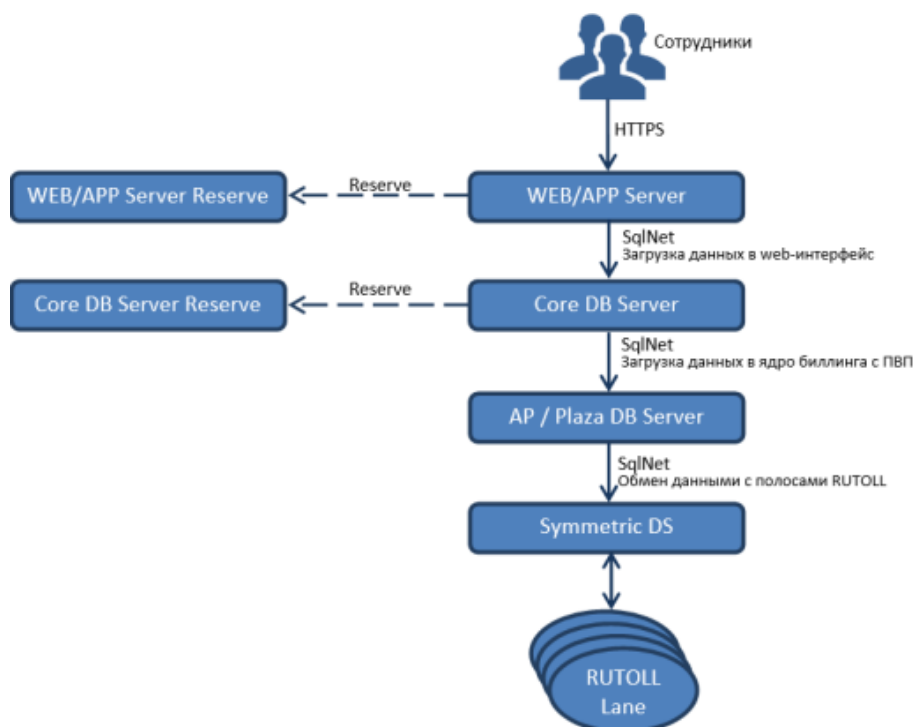 Сотрудники
HTTPS
WEB/APP Server Reserve
Reserve
WEB/APP Server
SqlNet
Загрузка данных в web-интерфейс
Core DB Server Reserve
Reserve
Core DB Server
SqlNet
Загрузка данных в ядро биллинга с ПВП
AP / Plaza DB Server
SqlNet
Обмен данными с полосами RUTOLL
Symmetric DS
RUTOLL
Lane